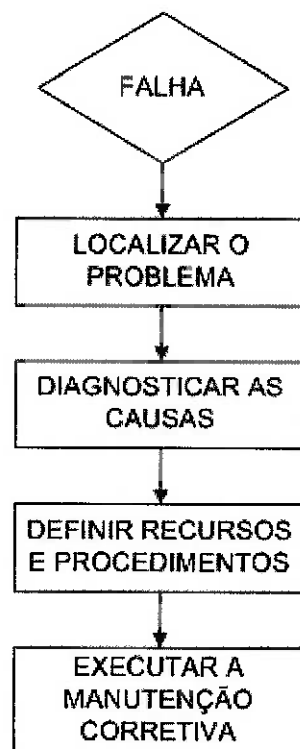 FALHA
LOCALIZAR O
PROBLEMA
DIAGNOSTICAR AS
CAUSAS
DEFINIR RECURSOS
E PROCEDIMENTOS
EXECUTAR A
MANUTENÇÃO
CORRETIVA